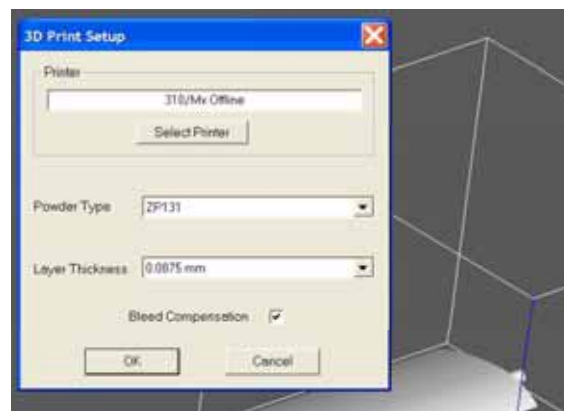 3D Print Setup
Printer
310/Mx Offline
Select Printer
Powder Type ZP131
Layer Thickness 0.0875 mm
Bleed Compensation
OK Cancel